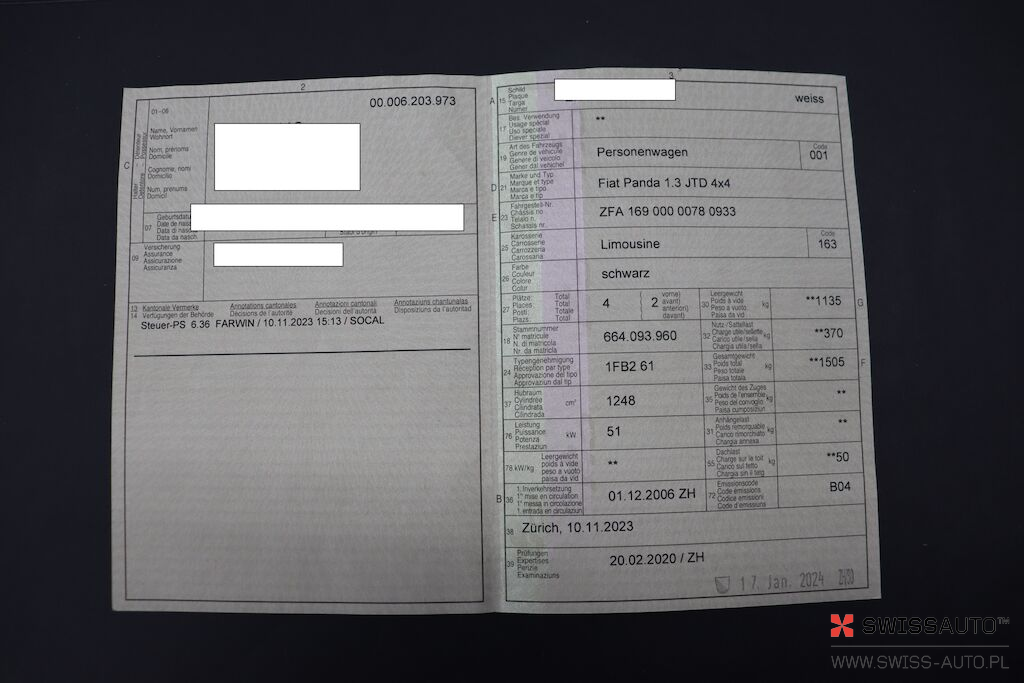 2
00.006.203.973
01-06
Name, Vornamen
Wohnort
Nom, prénoms
Domicile
Cognome, nomi
Domicilio
Num, prenums
Domicil
C
07 Geburtsdatum
Date de naiss
Data di nasc
Data da nasch.
09 Versicherung
Assurance
Assicurazione
Assicuranza
13 Kantonale Vermerke Annotations cantonales Annotazioni cantonali Annotaziuns chantunalas
14 Verfügungen der Behörde Décisions de l'autorité Decisioni dell'autorità Disposiziuns da l'autoritad
Steuer-PS 6.36 FARWIN / 10.11.2023 15:13 / SOCAL
3
A 15 Schild
Plaque
Targa
Numer
weiss
17 Bes. Verwendung
Usage spécial
Uso speciale
Diever spezial
**
19 Art des Fahrzeugs
Genre de véhicule
Genere di veicolo
Gener dal vehichel
Personenwagen
Code
001
D 21 Marke und Typ
Marque et type
Marca e tipo
Marca e tip
Fiat Panda 1.3 JTD 4x4
E 23 Fahrgestell-Nr.
Châssis no
Telaio n.
Schassis nr.
ZFA 169 000 0078 0933
25 Karosserie
Carrosserie
Carrozzeria
Carossaria
Limousine
Code
163
26 Farbe
Couleur
Colore
Colur
schwarz
27 Plätze: Total
Places: Total
Posti: Totale
Plazs: Total
4 ( 2 vorne)
avant)
anteriori)
davant)
30 Leergewicht
Poids à vide
Peso a vuoto
Paisa da vid
kg
**1135
G
18 Stammnummer
N° matricule
N. di matricola
Nr. da matricla
664.093.960
32 Nutz-/Sattellast
Charge utile/sellette
Carico utile/sella
Chargia utila/sella
kg
**370
24 Typengenehmigung
Réception par type
Approvazione del tipo
Approvaziun dal tip
1FB2 61
33 Gesamtgewicht
Poids total
Peso totale
Paisa totala
kg
**1505
F
37 Hubraum
Cylindrée
Cilindrata
Cilindrada
cm³
1248
35 Gewicht des Zuges
Poids de l'ensemble
Peso del convoglio
Paisa cumposiziun
kg
**
76 Leistung
Puissance
Potenza
Prestaziun
kW
51
31 Anhängelast
Poids remorquable
Carico rimorchiato
Chargia annexa
kg
**
78 kW/kg Leergewicht
poids à vide
peso a vuoto
paisa da vid
**
55 Dachlast
Charge sur le toit
Carico sul tetto
Chargia sin il tetg
kg
**50
B 36 1. Inverkehrsetzung
1re mise en circulation
1a messa in circolazione
1. entrada en circulaziun
01.12.2006 ZH
72 Emissionscode
Code émissions
Codice emissioni
Code d'emissiuns
B04
38 Zürich, 10.11.2023
39 Prüfungen
Expertises
Perizie
Examinaziuns
20.02.2020 / ZH
17. Jan. 2024
SWISSAUTO™
WWW.SWISS-AUTO.PL